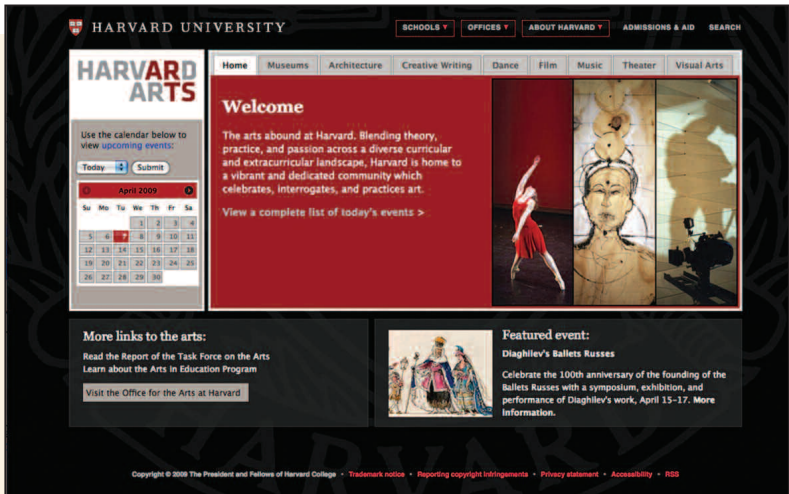 HARVARD UNIVERSITY
SCHOOLS
OFFICES
ABOUT HARVARD
ADMISSIONS & AID
SEARCH
HARVARD
ARTS
Use the calendar below to
view upcoming events:
Today
Submit
April 2009
Su Mo Tu We Th Fr Sa
1 2 3 4
5 6 7 8 9 10 11
12 13 14 15 16 17 18
19 20 21 22 23 24 25
26 27 28 29 30
Home
Museums
Architecture
Creative Writing
Dance
Film
Music
Theater
Visual Arts
Welcome
The arts abound at Harvard. Blending theory,
practice, and passion across a diverse curricular
and extracurricular landscape, Harvard is home to
a vibrant and dedicated community which
celebrates, interrogates, and practices art.
View a complete list of today's events >
More links to the arts:
Read the Report of the Task Force on the Arts
Learn about the Arts in Education Program
Visit the Office for the Arts at Harvard
Featured event:
Diaghilev's Ballets Russes
Celebrate the 100th anniversary of the founding of the
Ballets Russes with a symposium, exhibition, and
performance of Diaghilev's work, April 15–17. More
Information.
HARVARD
Copyright © 2009 The President and Fellows of Harvard College • Trademark notice • Reporting copyright infringements • Privacy statement • Accessibility • RSS